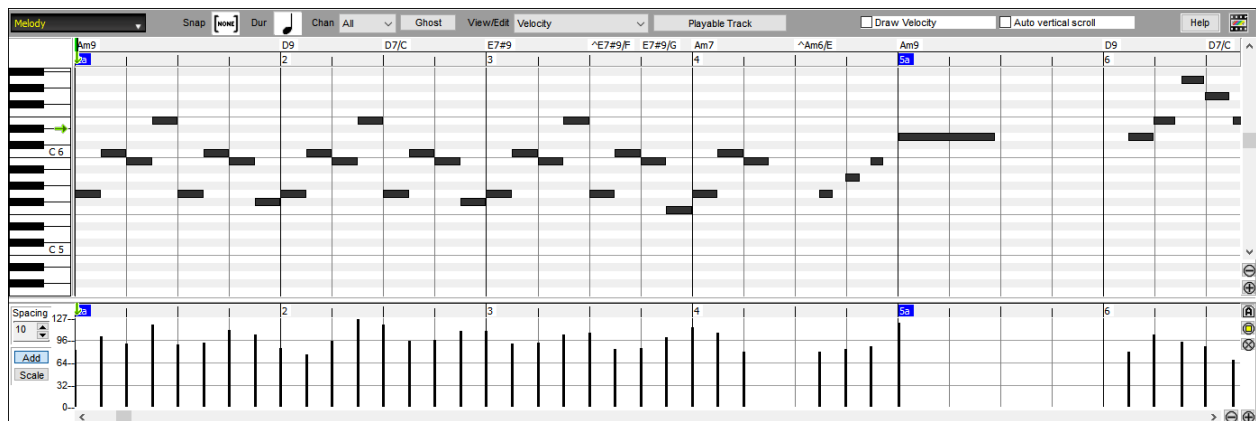 Melody Snap [NONE] Dur Chan All Ghost View/Edit Velocity Playable Track Draw Velocity Auto vertical scroll Help
Am9 D9 D7/C E7#9 ^E7#9/F E7#9/G Am7 ^Am6/E Am9 D9 D7/C
2 3 4 5a 6
C 6
C 5
Spacing 2 3 4 5a 6
127
10
96
Add 64
Scale
32
0